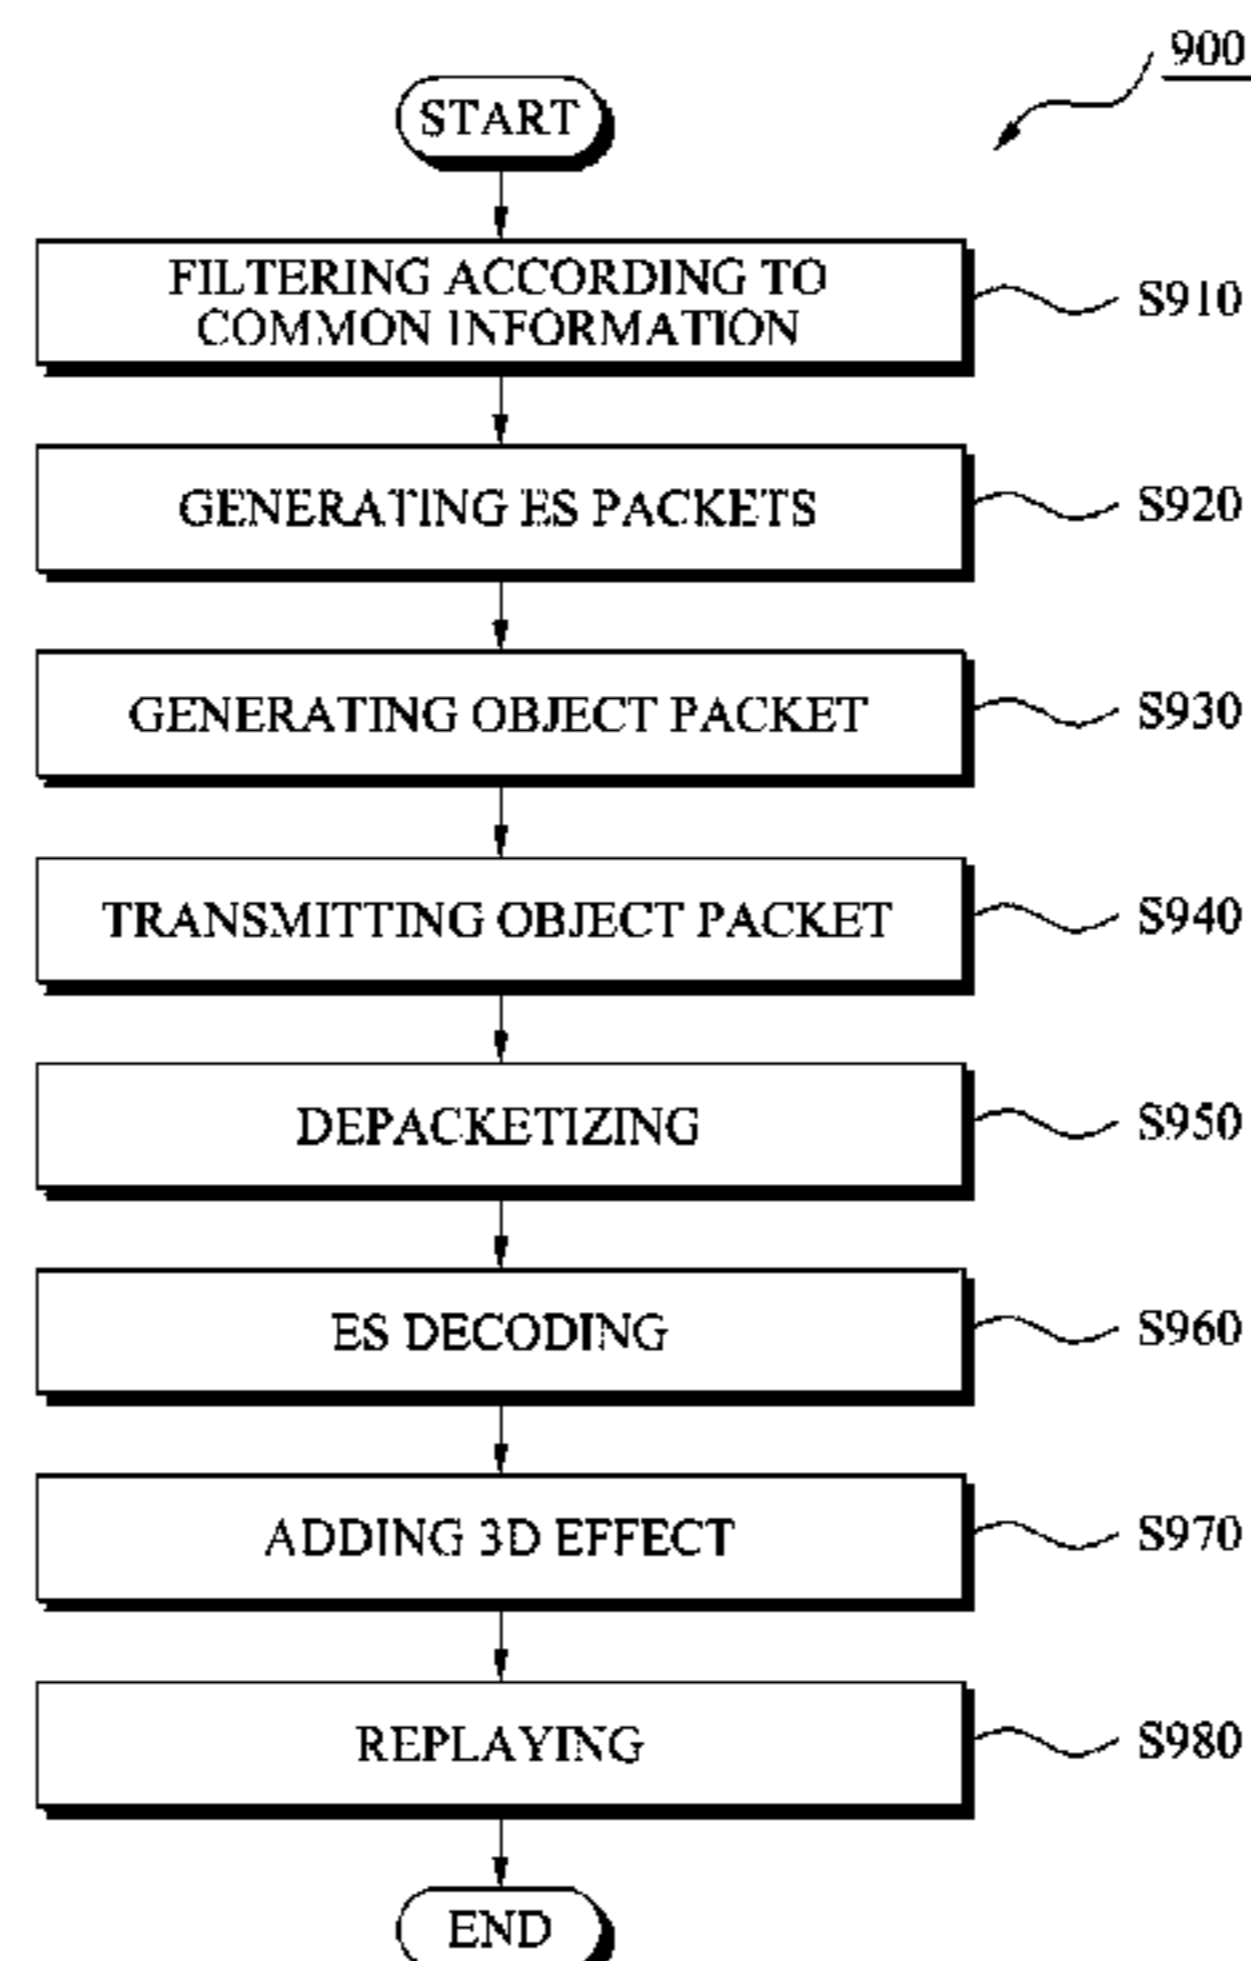 900
START
FILTERING ACCORDING TO
COMMON INFORMATION
S910
GENERATING ES PACKETS
S920
GENERATING OBJECT PACKET
S930
TRANSMITTING OBJECT PACKET
S940
DEPACKETIZING
S950
ES DECODING
S960
ADDING 3D EFFECT
S970
REPLAYING
S980
END